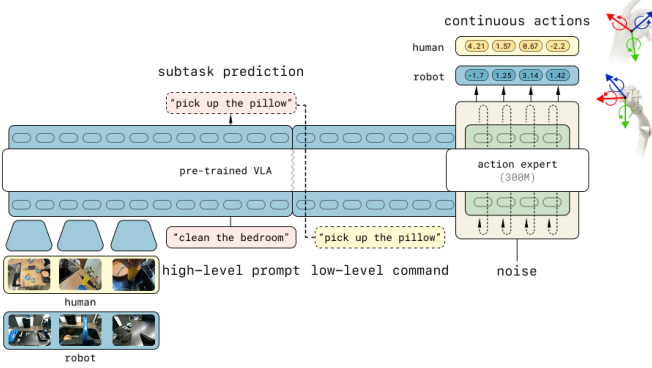 continuous actions
human
4.21 1.57 0.67 -2.2
robot
-1.7 1.25 3.14 1.42
subtask prediction
“pick up the pillow”
pre-trained VLA
action expert
(300M)
“clean the bedroom”
“pick up the pillow”
high-level prompt
low-level command
noise
human
robot